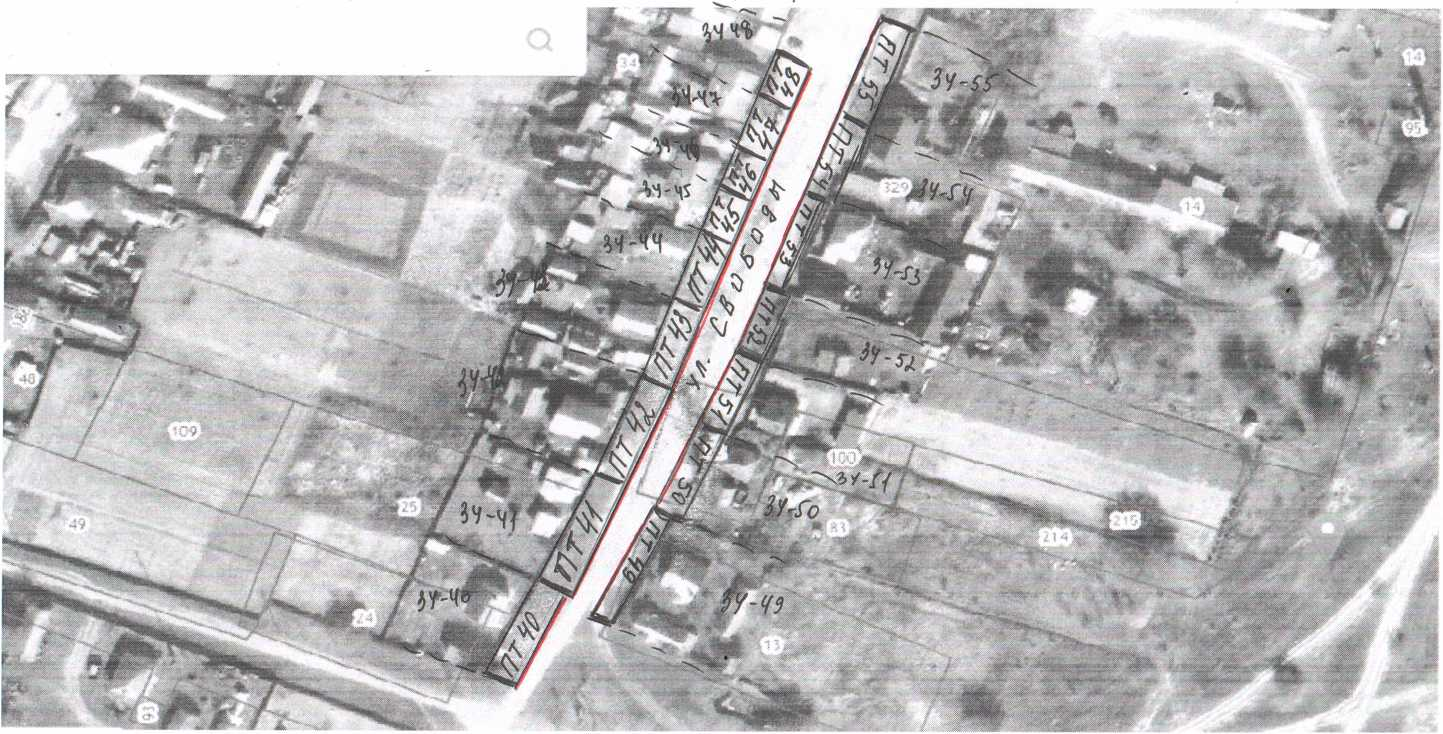 ЗУ 48
34
ЗУ-47
ЗУ-46
ЗУ-45
ЗУ-44
ЗУ-41
ЗУ-40
109
48
49
25
24
93
ПТ 48
ПТ 47
ПТ 46
ПТ 45
ПТ 44
ПТ 43
ПТ 42
ПТ 41
ПТ 40
ул. СВОБОДЫ
ПТ 55
ПТ 54
ПТ 53
ПТ 52
ПТ 51
ПТ 50
ПТ 49
ЗУ-55
ЗУ-54
ЗУ-53
ЗУ-52
ЗУ-51
ЗУ-50
ЗУ-49
329
14
14
95
100
83
214
215
13